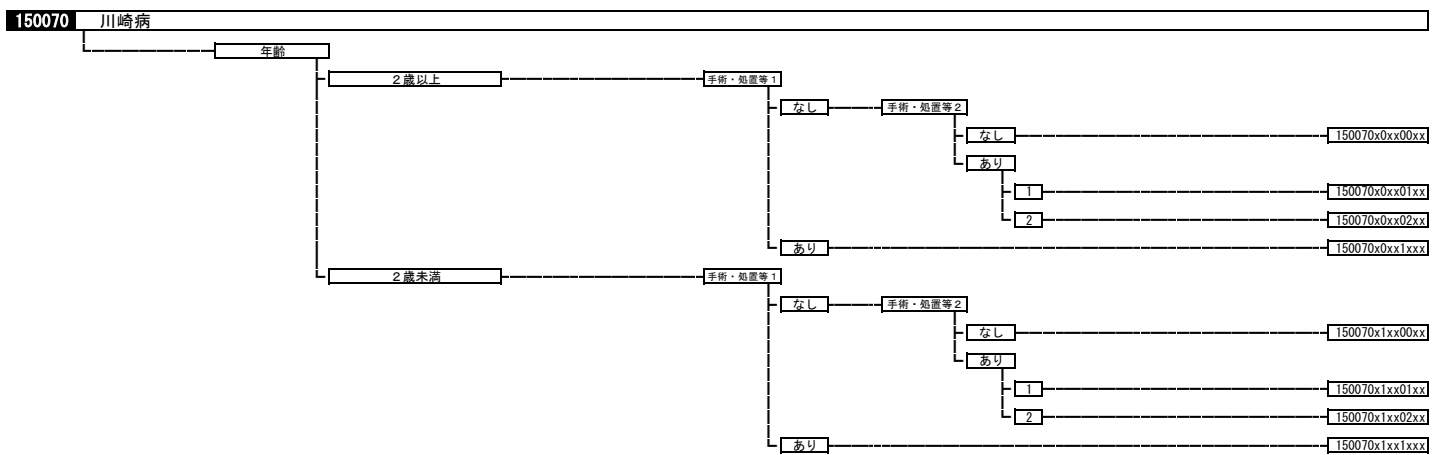 150070 川崎病
年齢
２歳以上 手術・処置等１
なし 手術・処置等２
なし 150070x0xx00xx
あり
1 150070x0xx01xx
2 150070x0xx02xx
あり 150070x0xx1xxx
２歳未満 手術・処置等１
なし 手術・処置等２
なし 150070x1xx00xx
あり
1 150070x1xx01xx
2 150070x1xx02xx
あり 150070x1xx1xxx